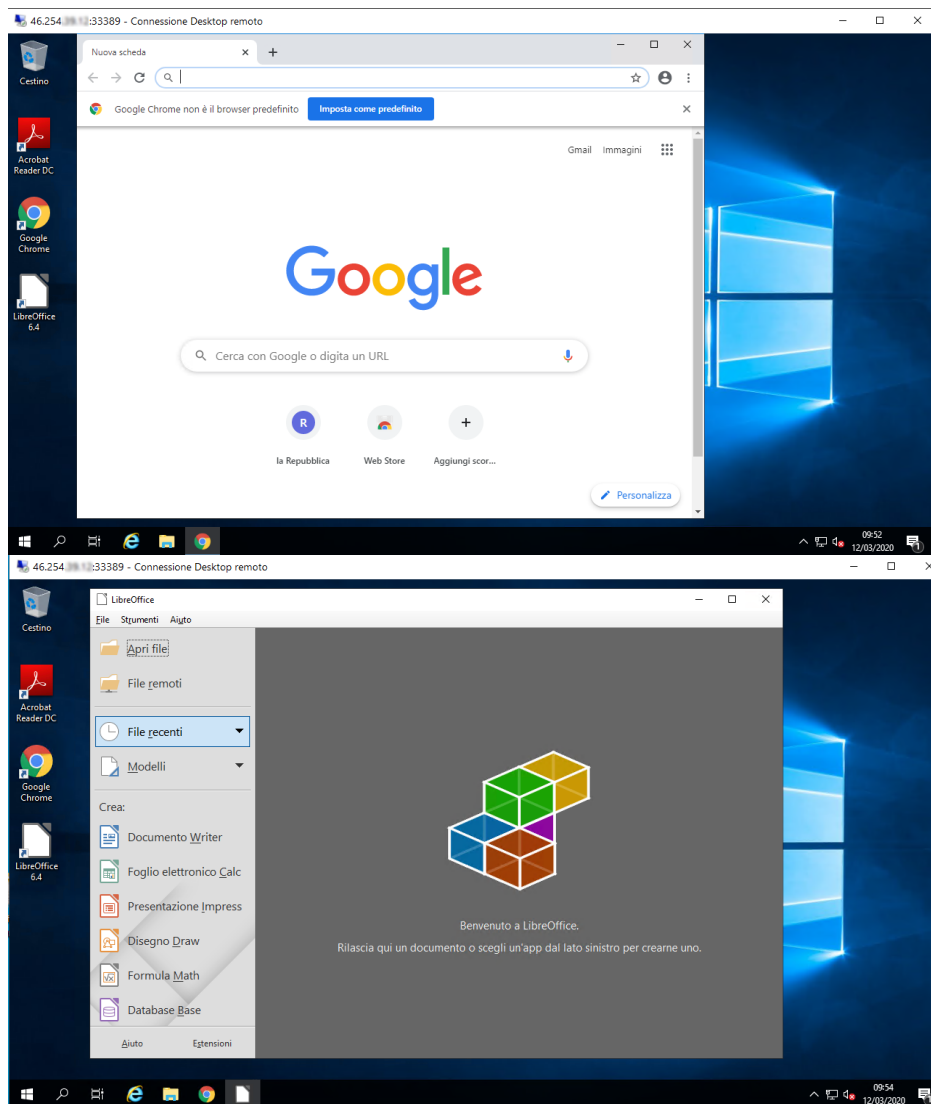 46.254 :33389 - Connessione Desktop remoto
Cestino
Acrobat
Reader DC
Google
Chrome
LibreOffice
6.4
Nuova scheda
Google Chrome non è il browser predefinito
Imposta come predefinito
Gmail Immagini
Google
Cerca con Google o digita un URL
R
la Repubblica
Web Store
Aggiungi scor...
Personalizza
09:52
12/03/2020
1
46.254 :33389 - Connessione Desktop remoto
Cestino
Acrobat
Reader DC
Google
Chrome
LibreOffice
6.4
LibreOffice
File Strumenti Aiuto
Apri file
File remoti
File recenti
Modelli
Crea:
Documento Writer
Foglio elettronico Calc
Presentazione Impress
Disegno Draw
Formula Math
Database Base
Aiuto Estensioni
Benvenuto a LibreOffice.
Rilascia qui un documento o scegli un'app dal lato sinistro per crearne uno.
09:54
12/03/2020